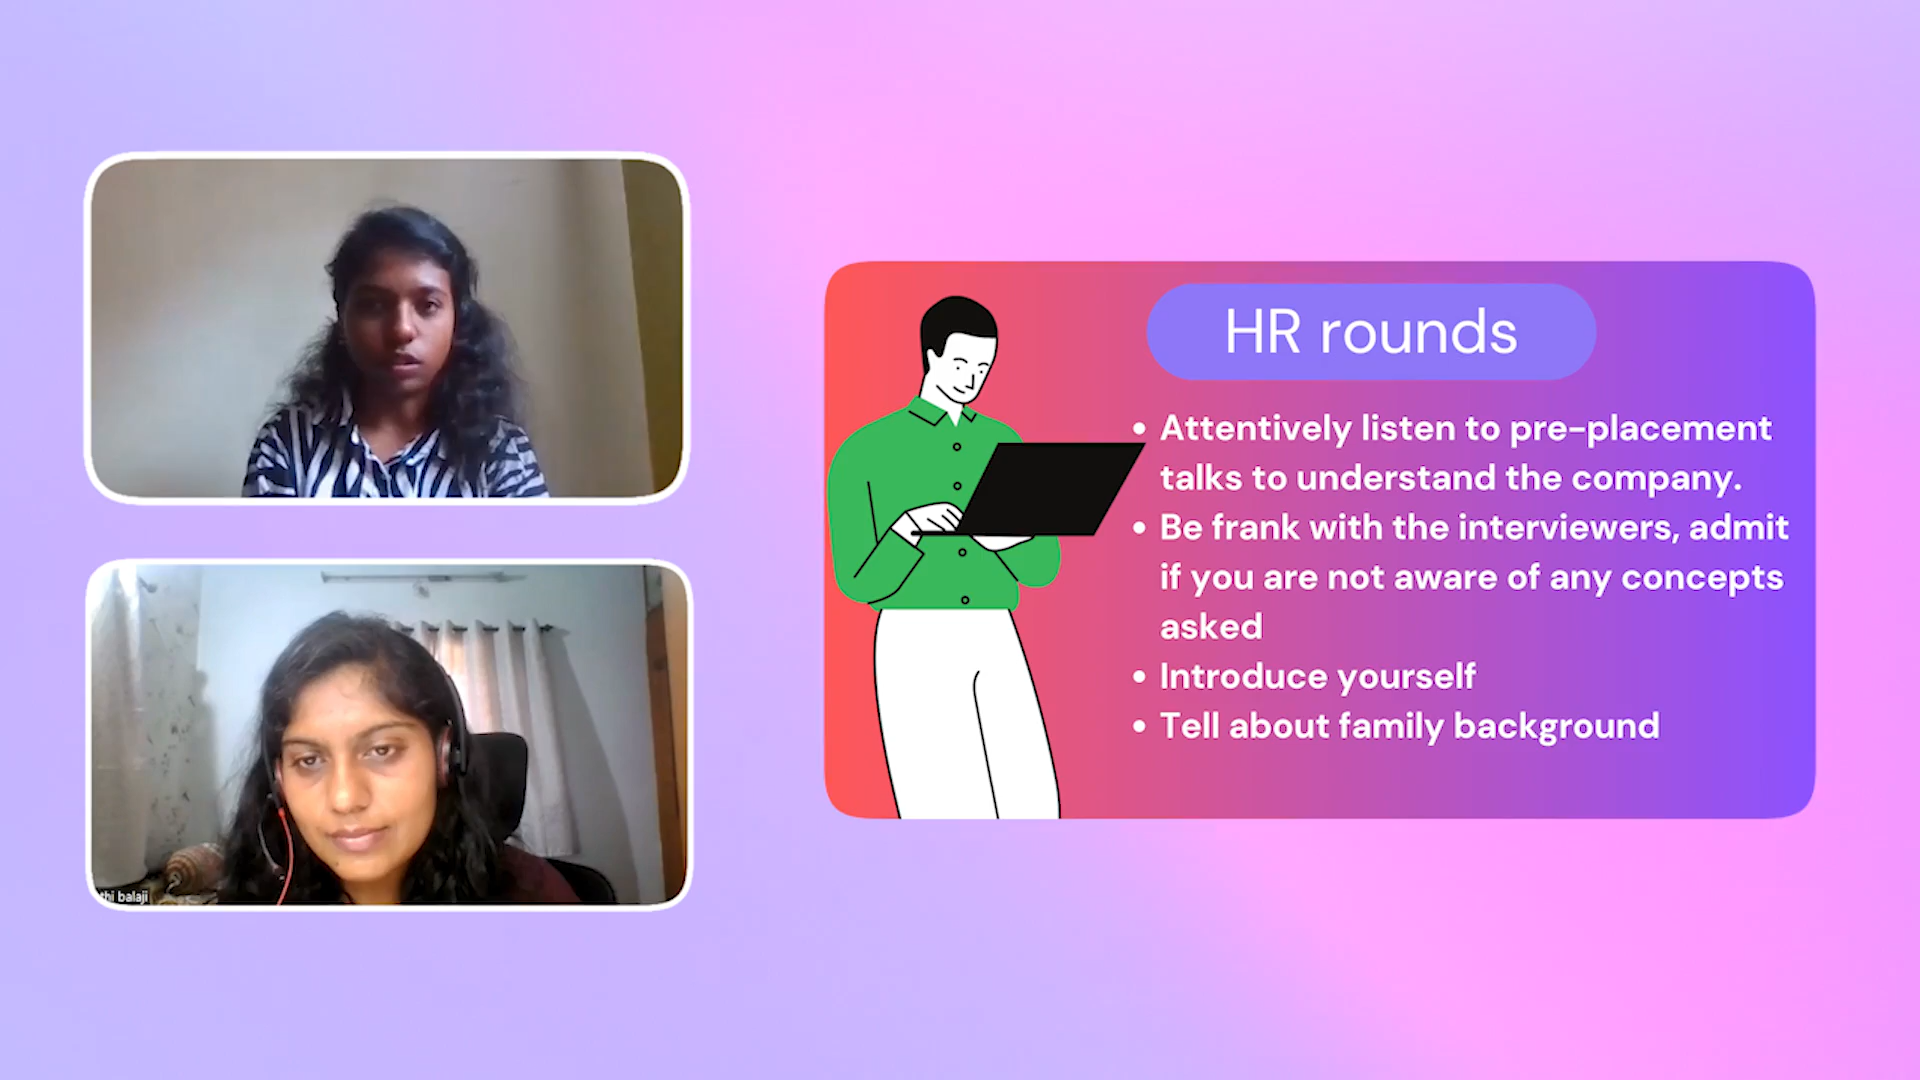 HR rounds
• Attentively listen to pre-placement
talks to understand the company.
• Be frank with the interviewers, admit
if you are not aware of any concepts
asked
• Introduce yourself
• Tell about family background
thi balaji